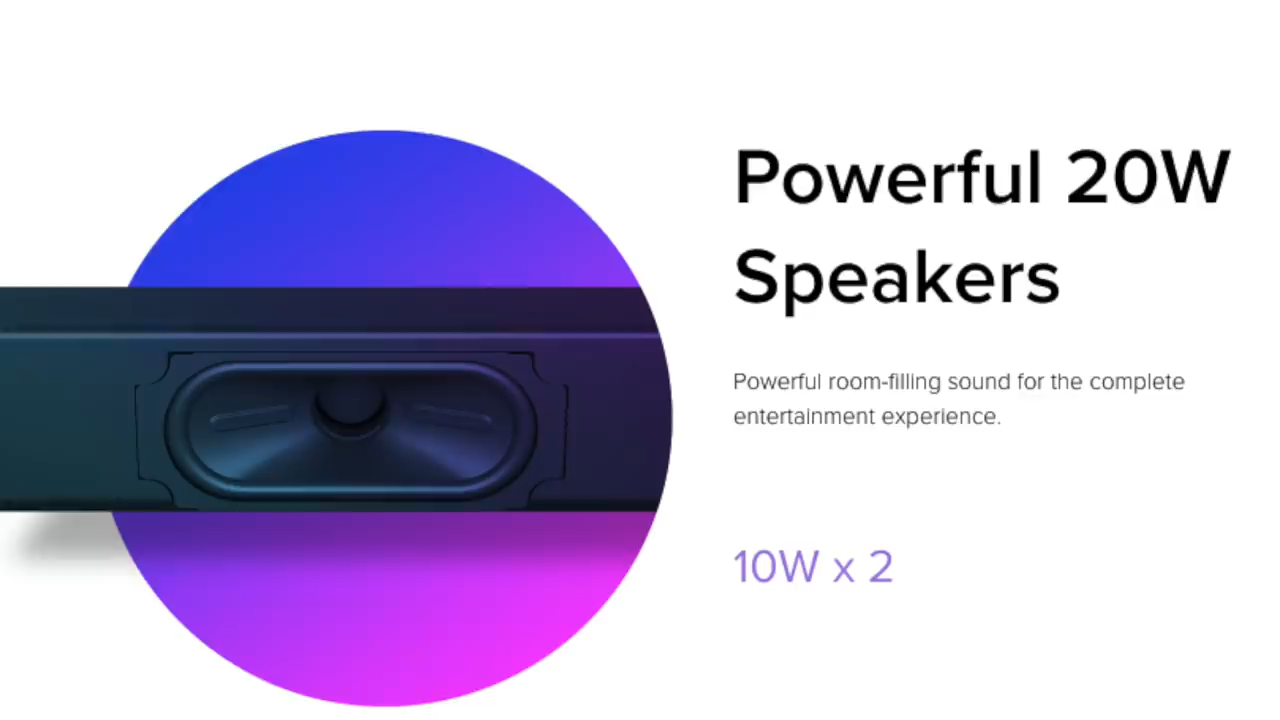 Powerful 20W
Speakers
Powerful room-filling sound for the complete
entertainment experience.
10W x 2